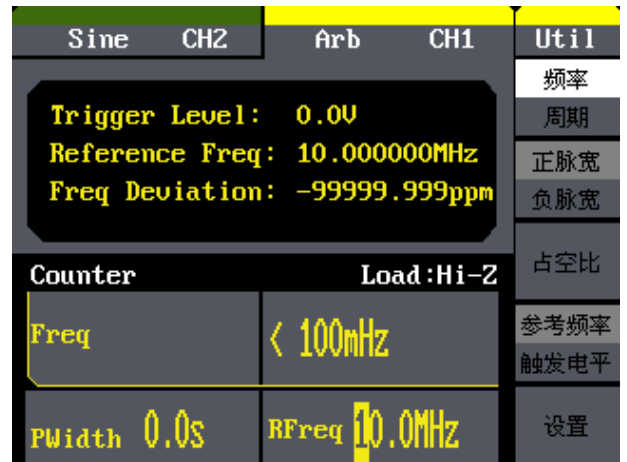 Sine CH2 Arb CH1 Util
Trigger Level: 0.0V
Reference Freq: 10.000000MHz
Freq Deviation: -99999.999ppm
Counter Load:Hi-Z
Freq < 100mHz
PWidth 0.0s RFreq 10.0MHz
频率
周期
正脉宽
负脉宽
占空比
参考频率
触发电平
设置